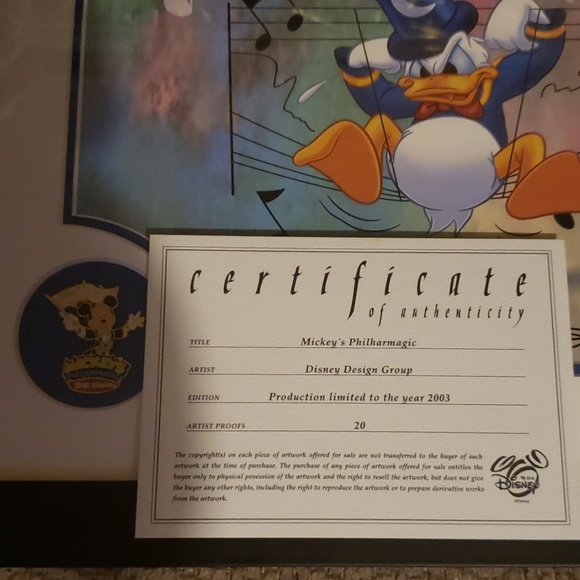 certificate
of authenticity
TITLE Mickey's Philharmagic
ARTIST Disney Design Group
EDITION Production limited to the year 2003
ARTIST PROOFS 20
The copyright(s) on each piece of artwork offered for sale are not transferred to the buyer of such
artwork at the time of purchase. The purchase of any piece of artwork offered for sale entitles the
buyer only to physical possession of the artwork and the right to resell the artwork, but does not give
the buyer any other rights, including the right to reproduce the artwork or to prepare derivative works
from the artwork.
Disney
©Disney
MICKEY'S